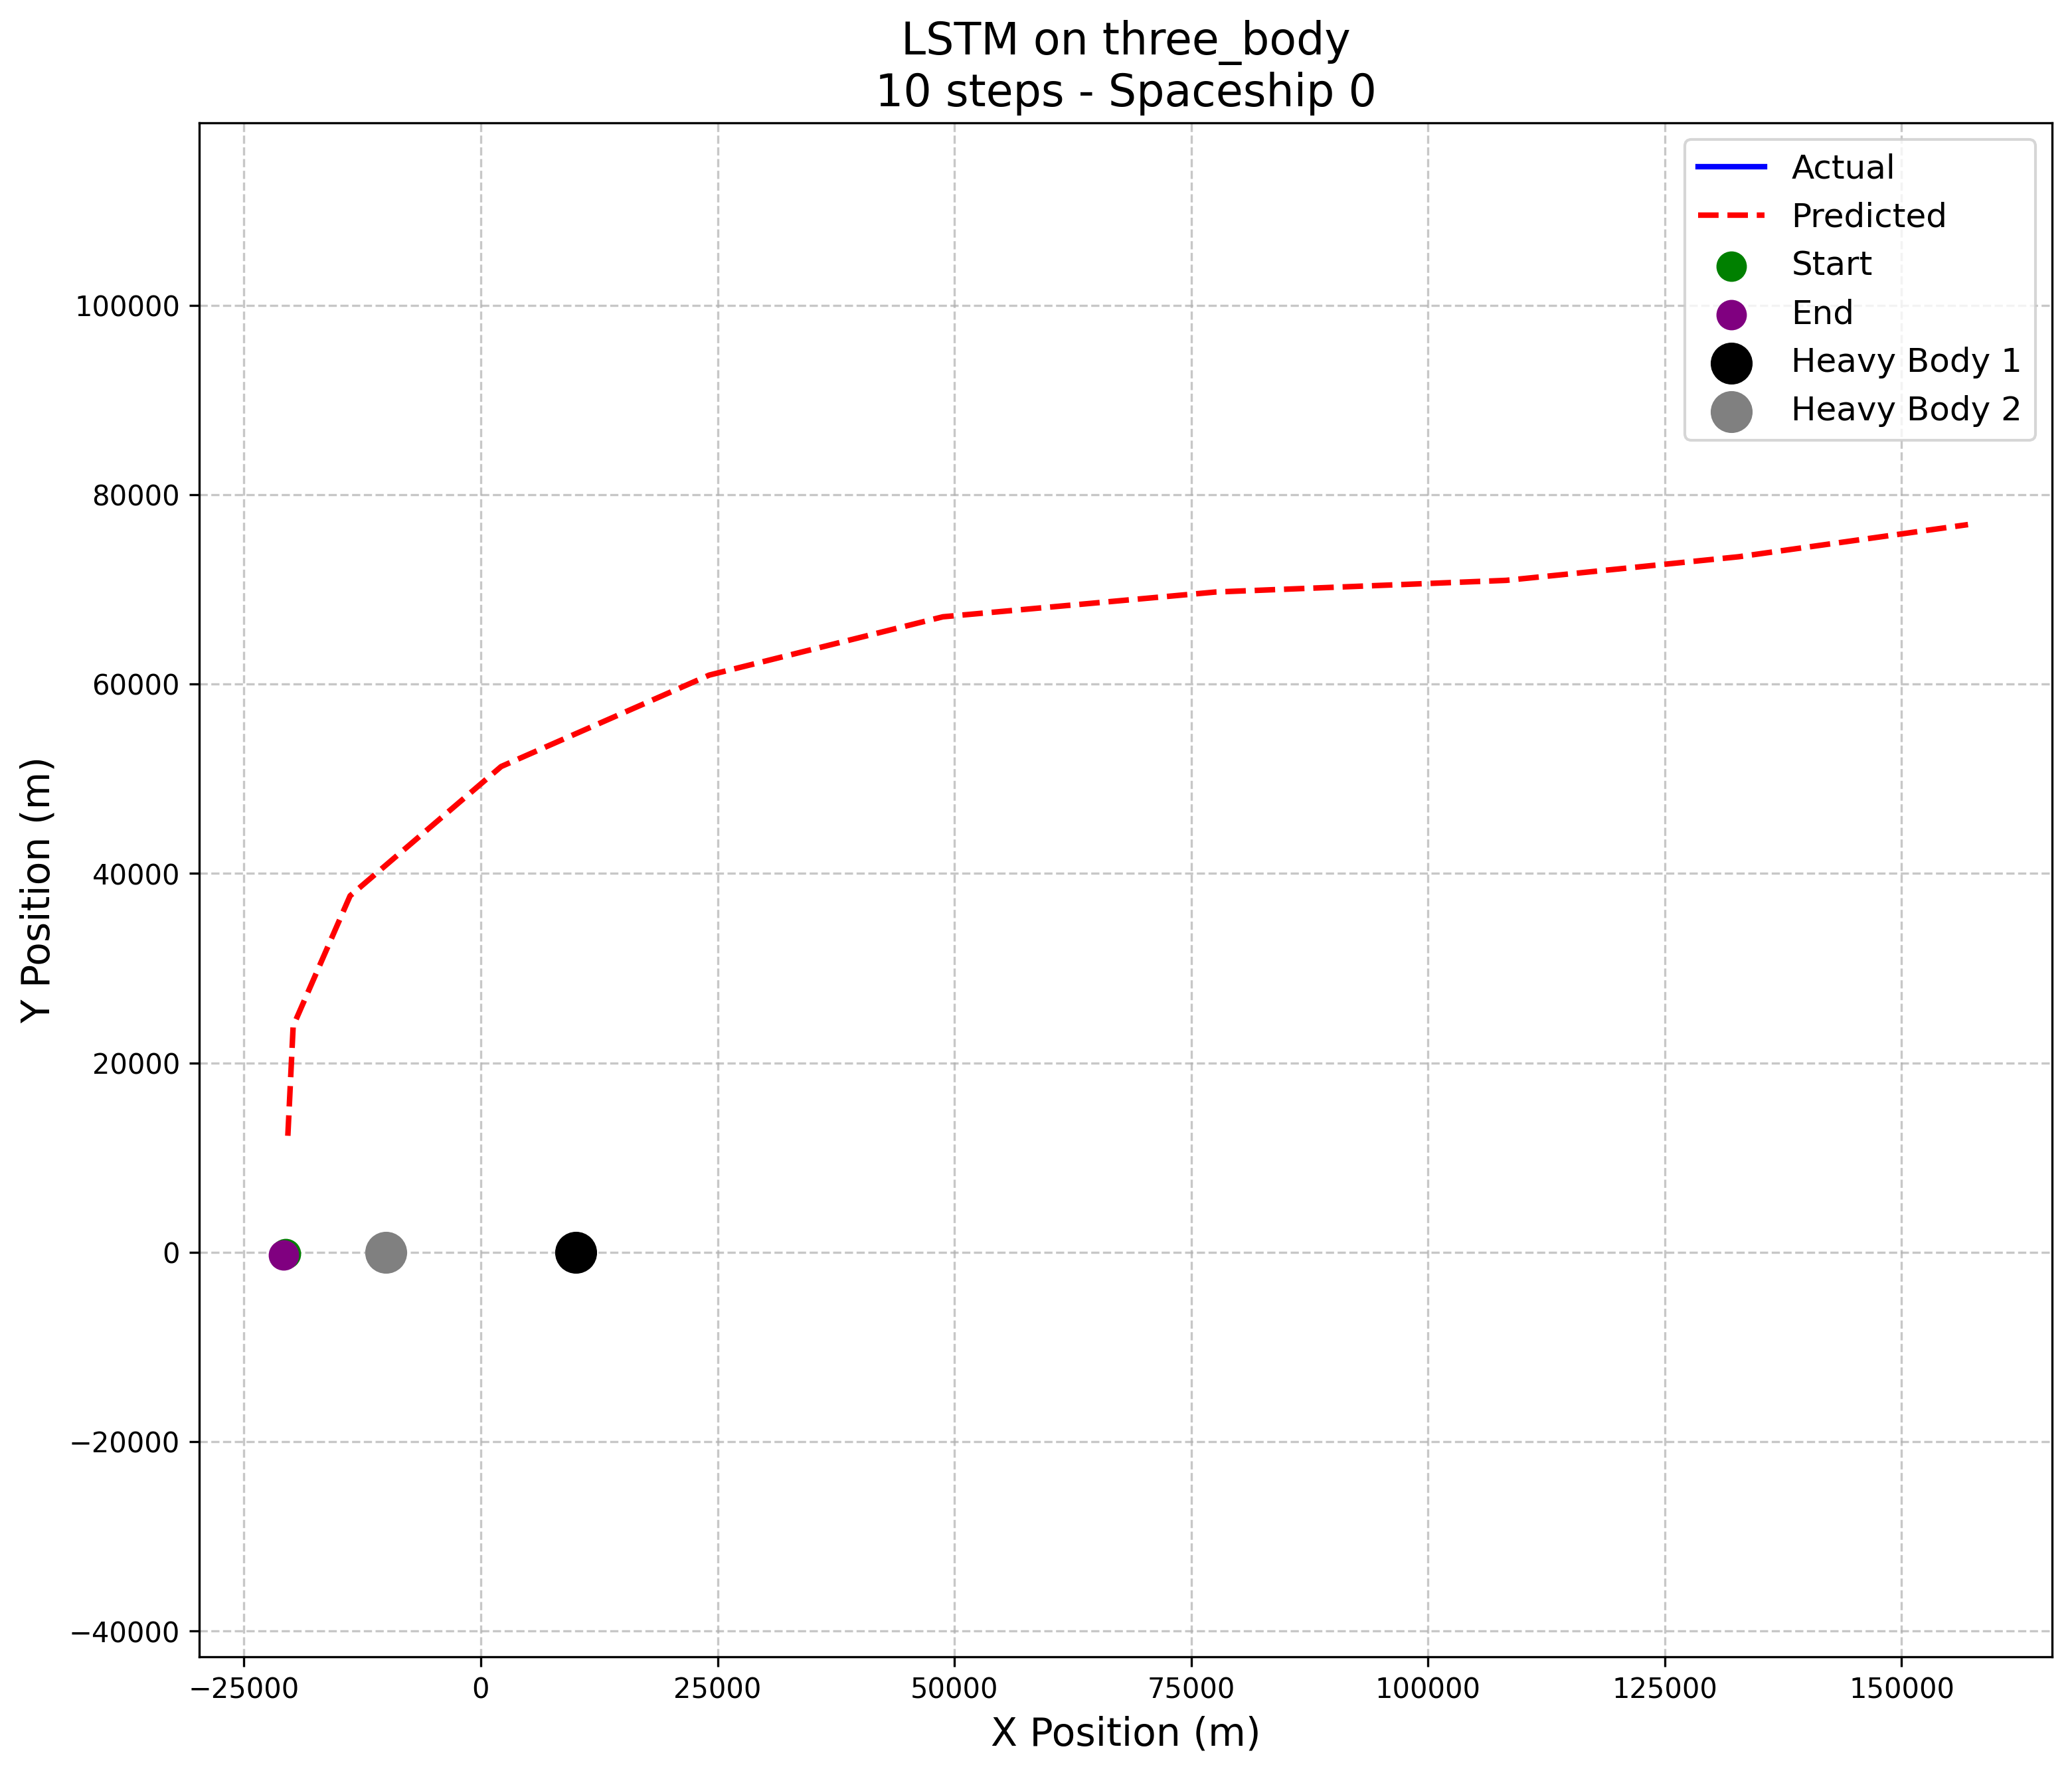 LSTM on three_body
10 steps - Spaceship 0
Actual
Predicted
Start
End
Heavy Body 1
Heavy Body 2
Y Position (m)
100000
80000
60000
40000
20000
0
−20000
−40000
−25000 0 25000 50000 75000 100000 125000 150000
X Position (m)